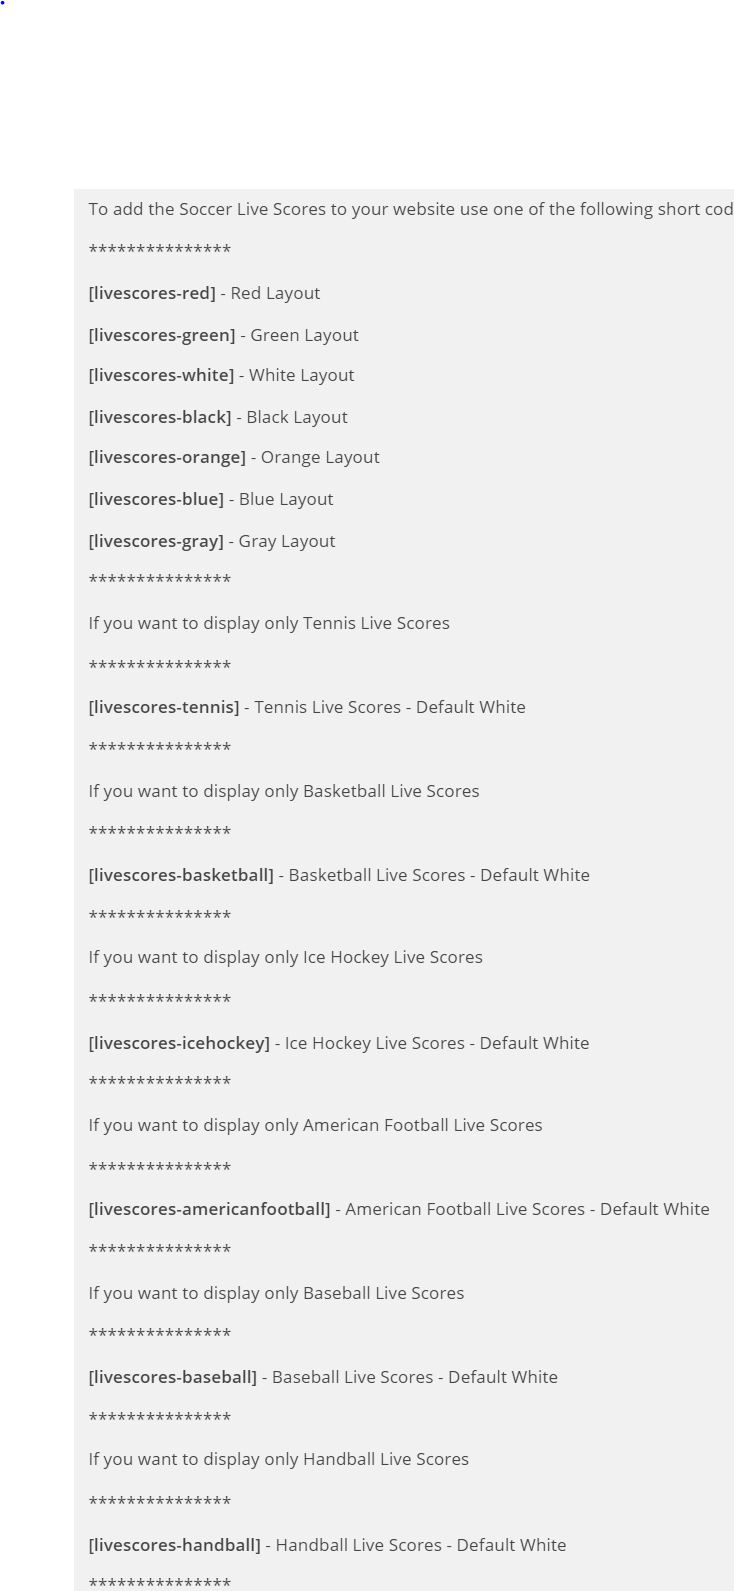 To add the Soccer Live Scores to your website use one of the following short cod
***************
[livescores-red] - Red Layout
[livescores-green] - Green Layout
[livescores-white] - White Layout
[livescores-black] - Black Layout
[livescores-orange] - Orange Layout
[livescores-blue] - Blue Layout
[livescores-gray] - Gray Layout
***************
If you want to display only Tennis Live Scores
***************
[livescores-tennis] - Tennis Live Scores - Default White
***************
If you want to display only Basketball Live Scores
***************
[livescores-basketball] - Basketball Live Scores - Default White
***************
If you want to display only Ice Hockey Live Scores
***************
[livescores-icehockey] - Ice Hockey Live Scores - Default White
***************
If you want to display only American Football Live Scores
***************
[livescores-americanfootball] - American Football Live Scores - Default White
***************
If you want to display only Baseball Live Scores
***************
[livescores-baseball] - Baseball Live Scores - Default White
***************
If you want to display only Handball Live Scores
***************
[livescores-handball] - Handball Live Scores - Default White
***************